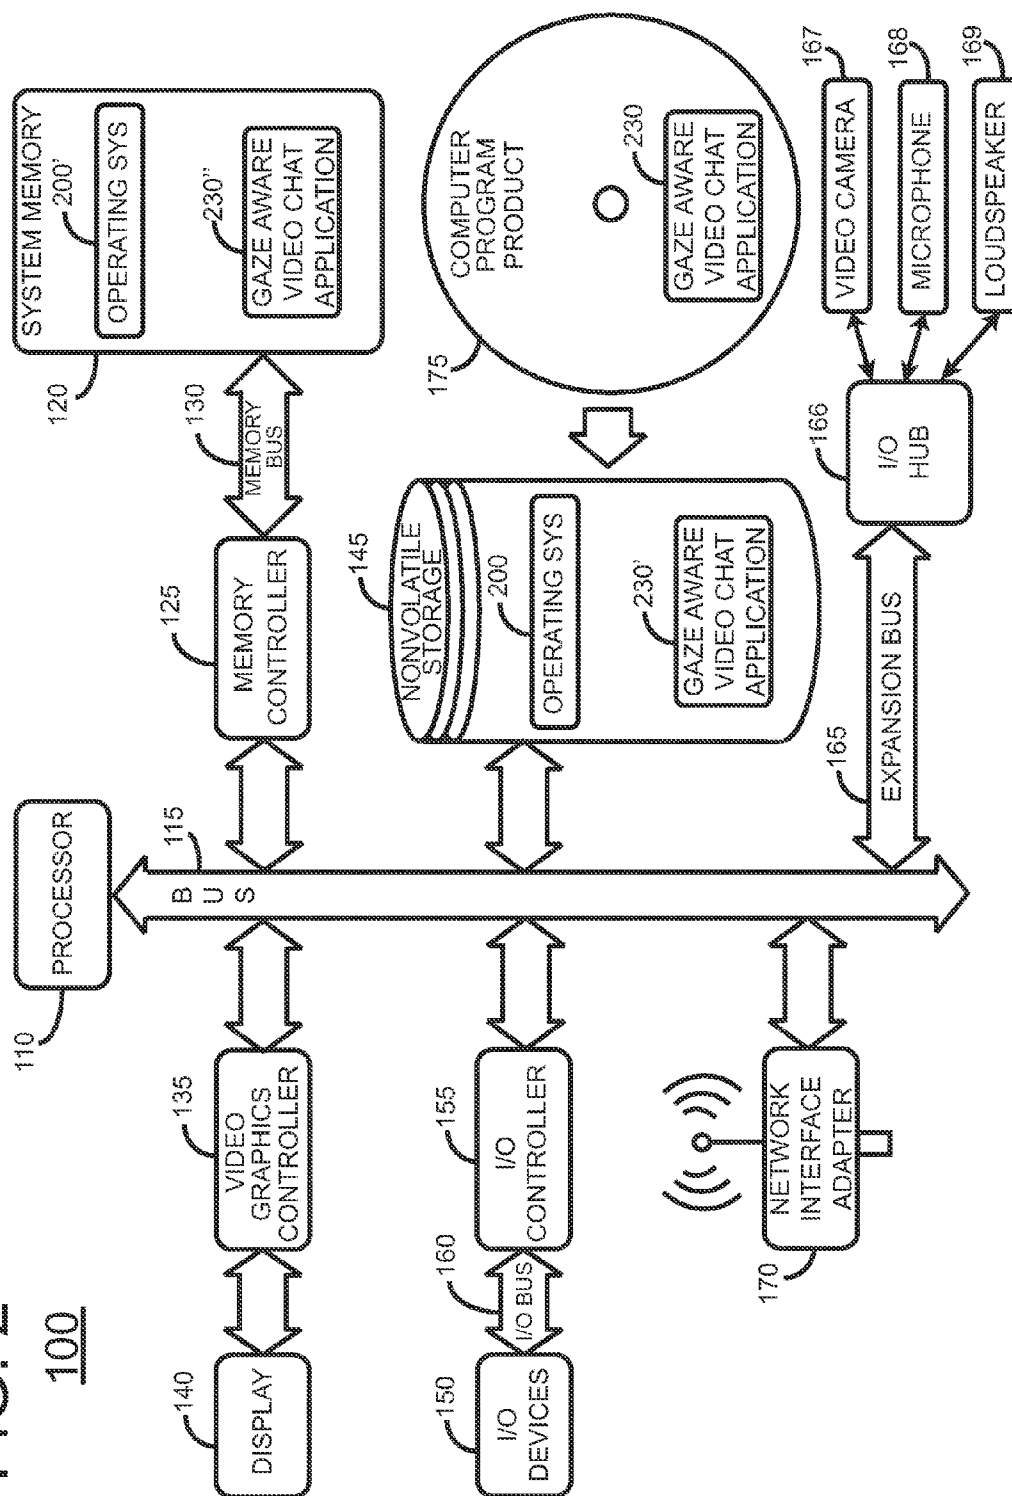 FIG. 2
100
110
PROCESSOR
B
U
S
115
140
DISPLAY
135
VIDEO
GRAPHICS
CONTROLLER
125
MEMORY
CONTROLLER
130
MEMORY
BUS
120
SYSTEM MEMORY
200'
OPERATING SYS
230''
GAZE AWARE
VIDEO CHAT
APPLICATION
150
I/O
DEVICES
160
I/O BUS
155
I/O
CONTROLLER
145
NONVOLATILE
STORAGE
200
OPERATING SYS
230'
GAZE AWARE
VIDEO CHAT
APPLICATION
175
COMPUTER
PROGRAM
PRODUCT
230
GAZE AWARE
VIDEO CHAT
APPLICATION
170
NETWORK
INTERFACE
ADAPTER
165
EXPANSION BUS
166
I/O
HUB
167
VIDEO CAMERA
168
MICROPHONE
169
LOUDSPEAKER